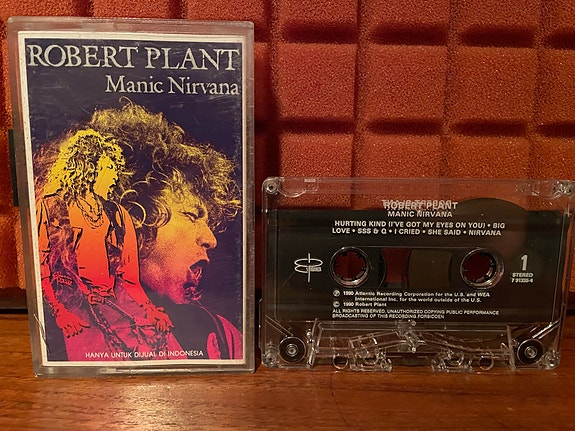 ROBERT PLANT
Manic Nirvana
HANYA UNTUK DIJUAL DI INDONESIA
ROBERT PLANT
MANIC NIRVANA
HURTING KIND (I'VE GOT MY EYES ON YOU) • BIG
LOVE • SSS & Q • I CRIED • SHE SAID • NIRVANA
1
STEREO
7 91336-4
℗ 1990 Atlantic Recording Corporation for the U.S. and WEA
International Inc. for the world outside of the U.S.
© 1990 Robert Plant
ALL RIGHTS RESERVED. UNAUTHORIZED COPYING PUBLIC PERFORMANCE
BROADCASTING OF THIS RECORDING FORBIDDEN